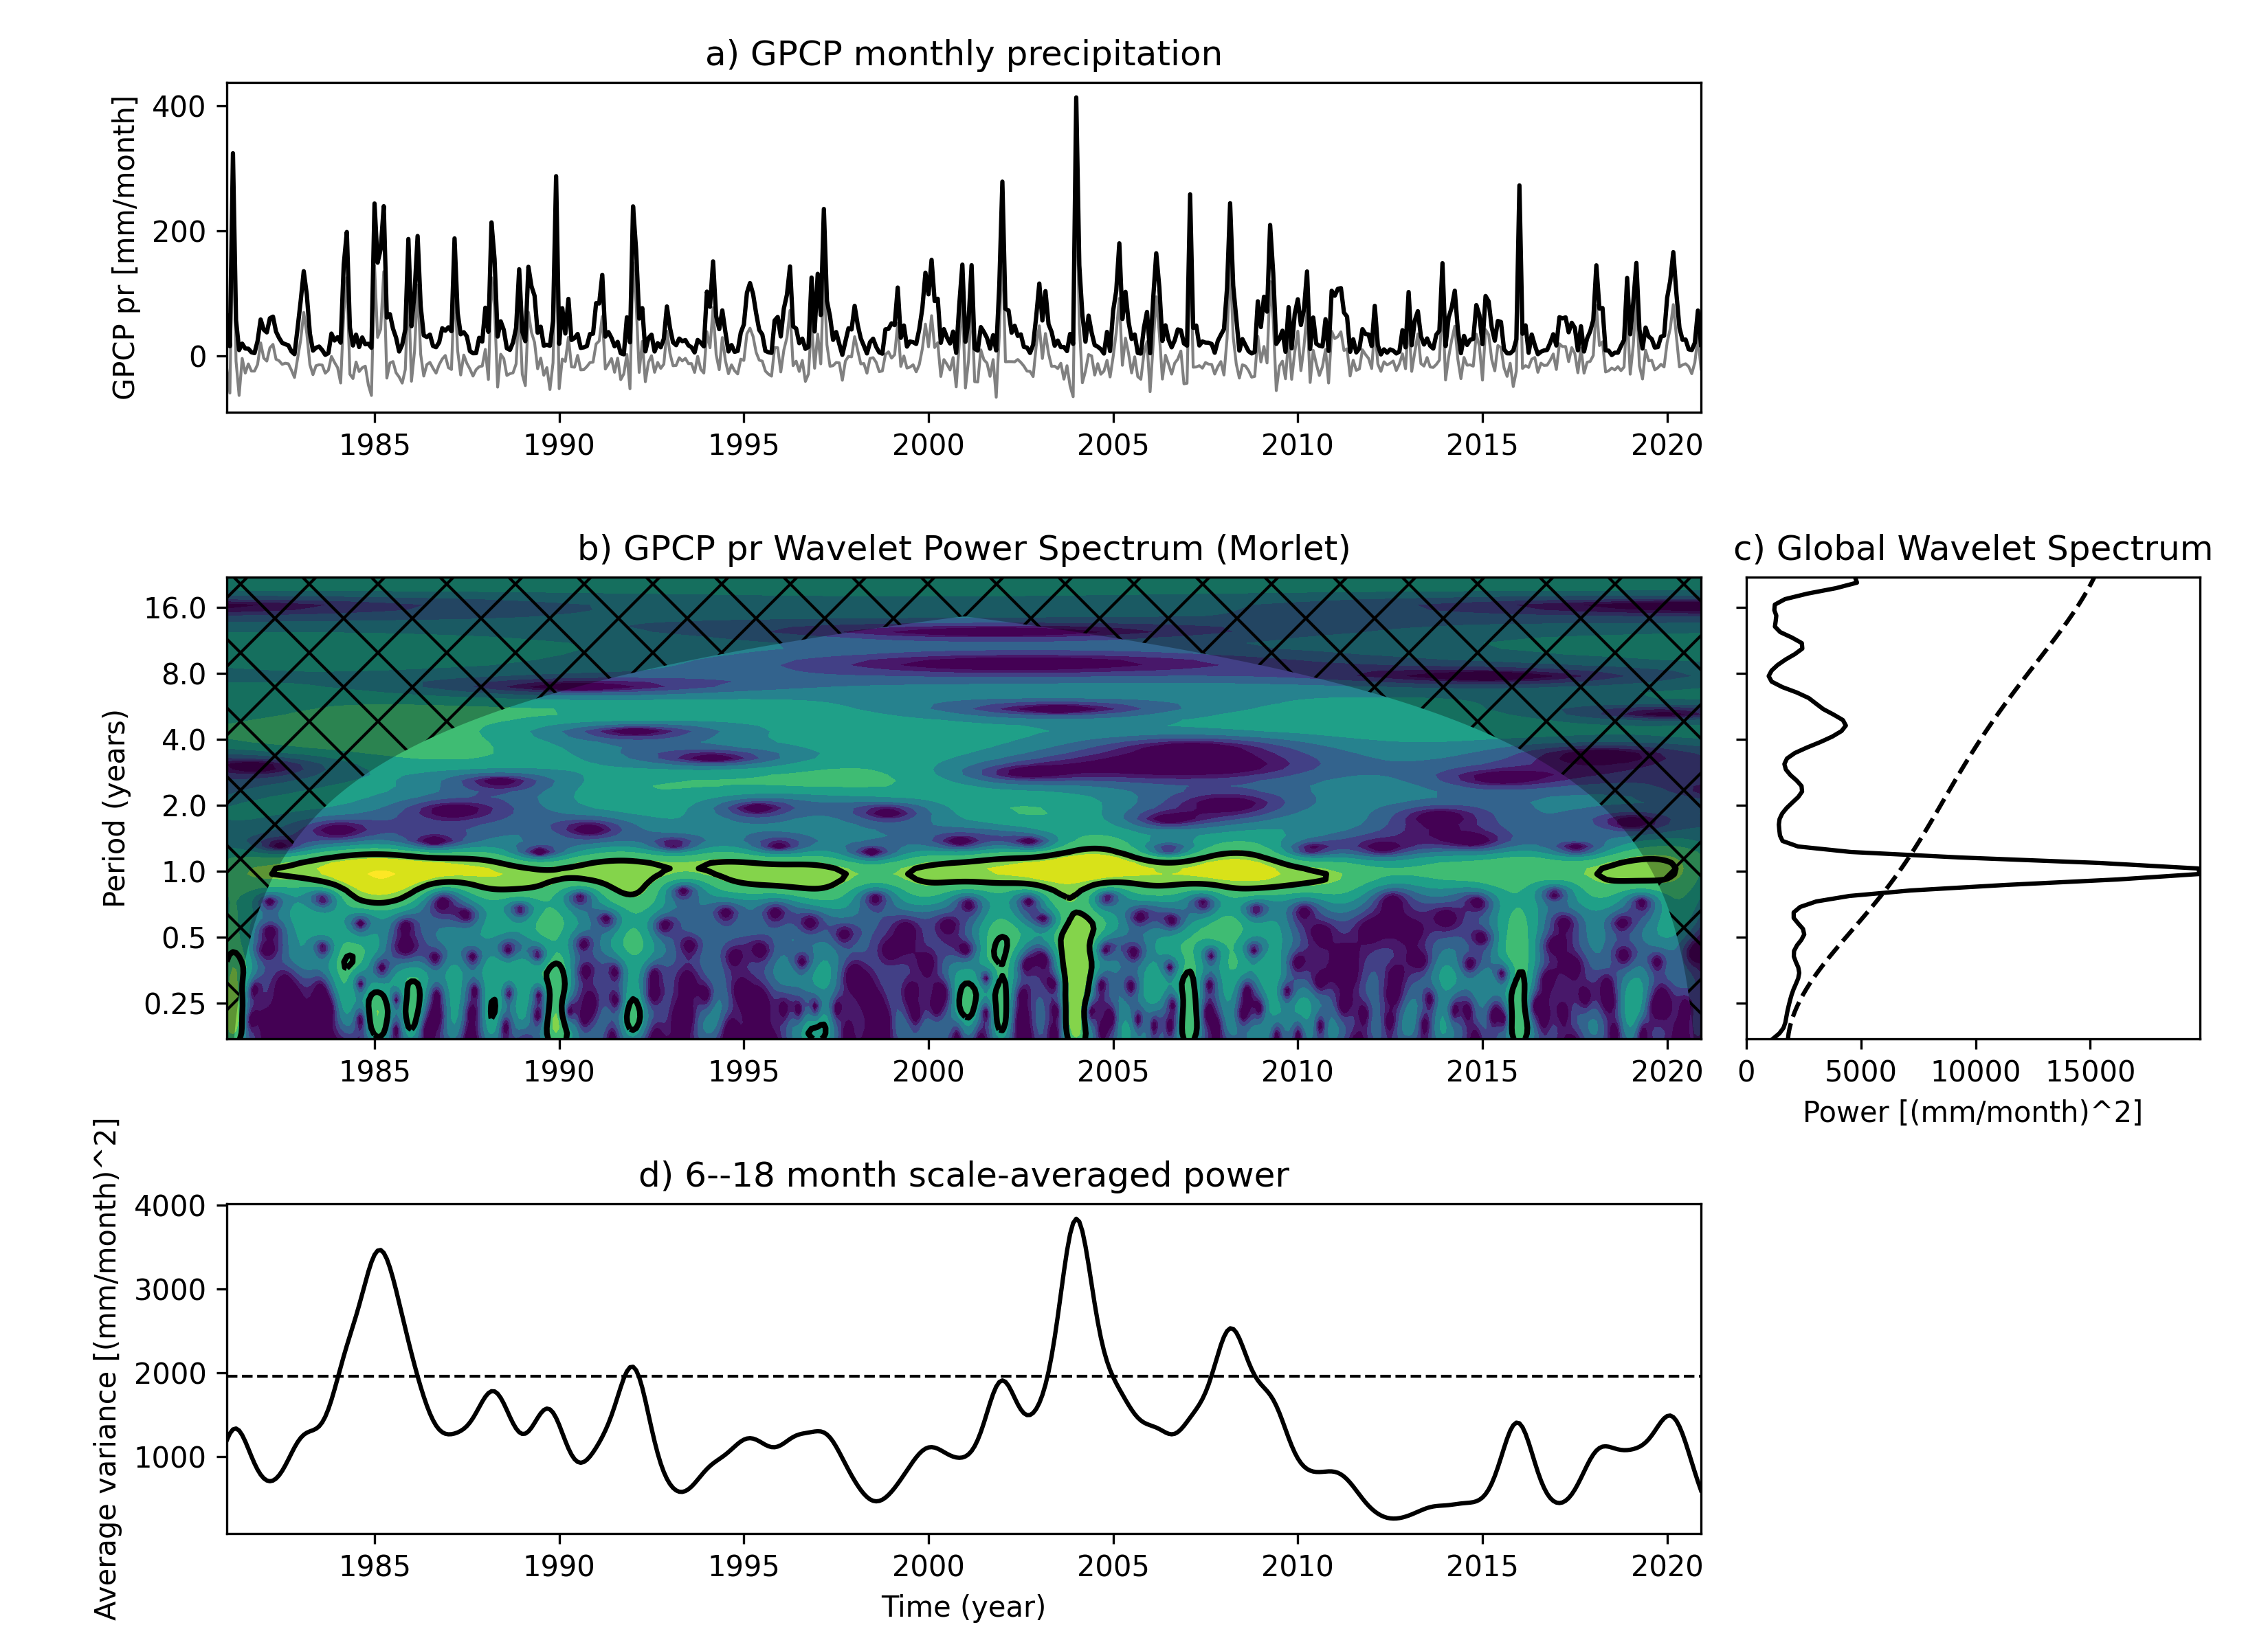 a) GPCP monthly precipitation
GPCP pr [mm/month]
400
200
0
1985 1990 1995 2000 2005 2010 2015 2020
b) GPCP pr Wavelet Power Spectrum (Morlet)
Period (years)
16.0
8.0
4.0
2.0
1.0
0.5
0.25
1985 1990 1995 2000 2005 2010 2015 2020
c) Global Wavelet Spectrum
0 5000 10000 15000
Power [(mm/month)^2]
d) 6--18 month scale-averaged power
Average variance [(mm/month)^2]
4000
3000
2000
1000
1985 1990 1995 2000 2005 2010 2015 2020
Time (year)